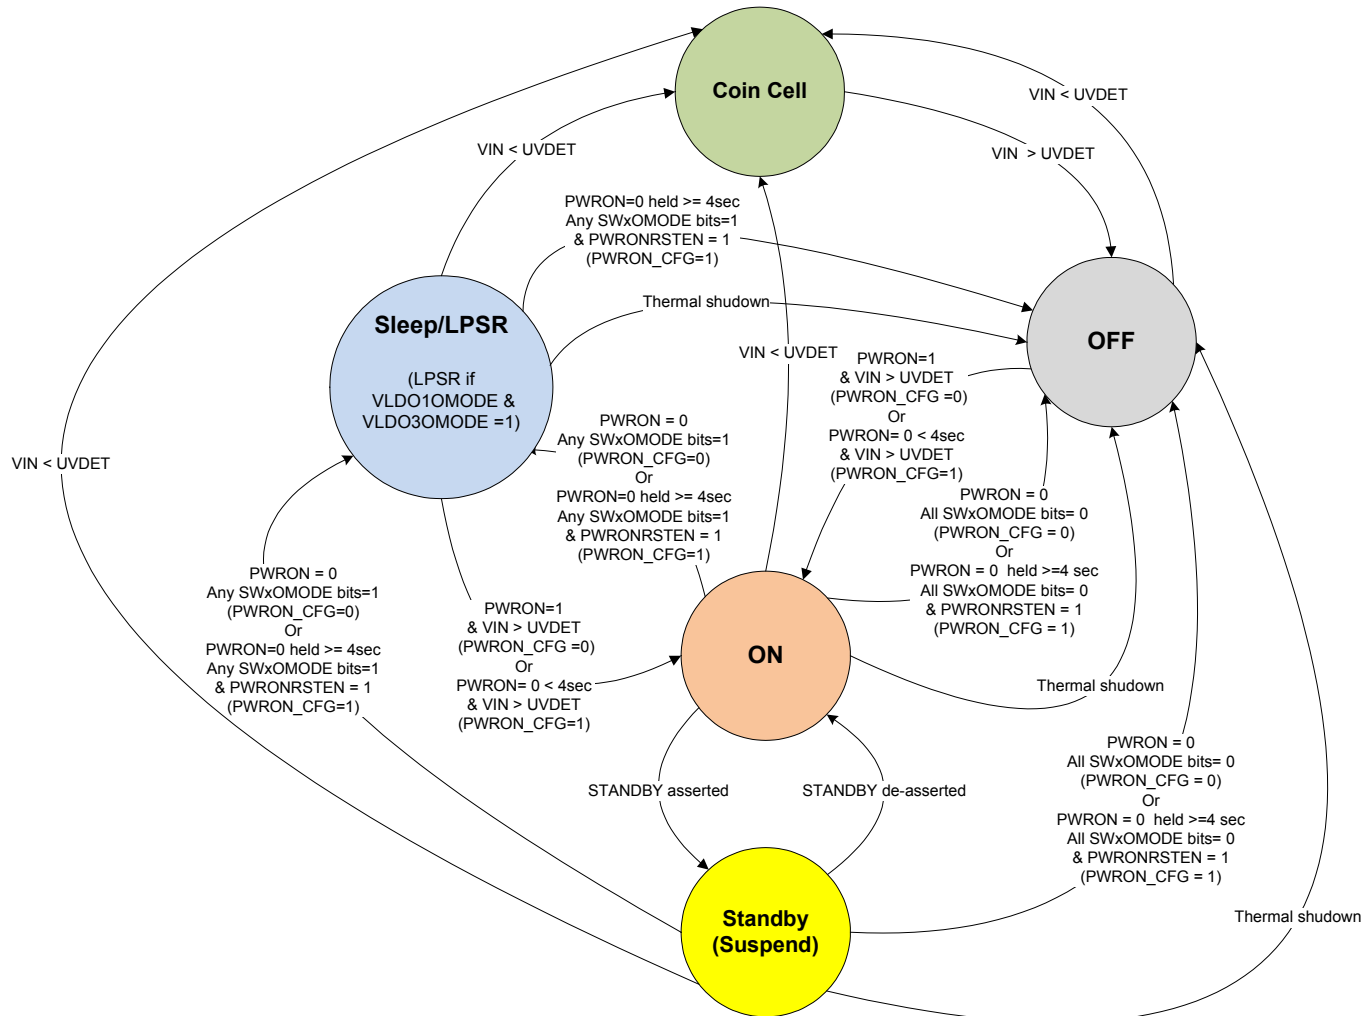 Coin Cell
VIN < UVDET
VIN < UVDET
VIN  > UVDET
PWRON=0 held >= 4sec
Any SWxOMODE bits=1
& PWRONRSTEN = 1
(PWRON_CFG=1)
Thermal shudown
Sleep/LPSR
(LPSR if
VLDO1OMODE &
VLDO3OMODE =1)
OFF
VIN < UVDET
PWRON=1
& VIN > UVDET
(PWRON_CFG =0)
Or
PWRON= 0 < 4sec
& VIN > UVDET
(PWRON_CFG=1)
PWRON = 0
Any SWxOMODE bits=1
(PWRON_CFG=0)
Or
PWRON=0 held >= 4sec
Any SWxOMODE bits=1
& PWRONRSTEN = 1
(PWRON_CFG=1)
VIN < UVDET
PWRON = 0
All SWxOMODE bits= 0
(PWRON_CFG = 0)
Or
PWRON = 0  held >=4 sec
All SWxOMODE bits= 0
& PWRONRSTEN = 1
(PWRON_CFG = 1)
PWRON = 0
Any SWxOMODE bits=1
(PWRON_CFG=0)
Or
PWRON=0 held >= 4sec
Any SWxOMODE bits=1
& PWRONRSTEN = 1
(PWRON_CFG=1)
PWRON=1
& VIN > UVDET
(PWRON_CFG =0)
Or
PWRON= 0 < 4sec
& VIN > UVDET
(PWRON_CFG=1)
ON
Thermal shudown
PWRON = 0
All SWxOMODE bits= 0
(PWRON_CFG = 0)
Or
PWRON = 0  held >=4 sec
All SWxOMODE bits= 0
& PWRONRSTEN = 1
(PWRON_CFG = 1)
STANDBY asserted
STANDBY de-asserted
Standby
(Suspend)
Thermal shudown